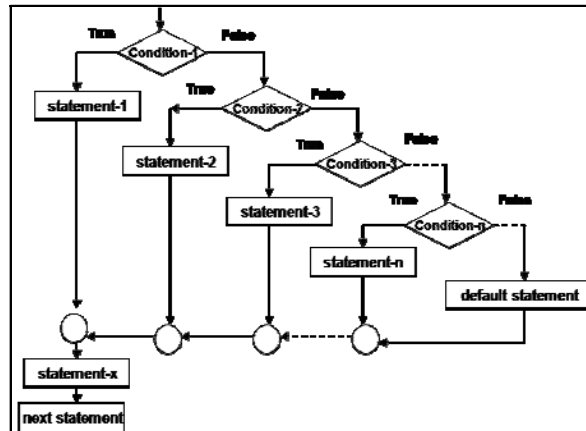 True
False
Condition-1
True
False
statement-1
Condition-2
True
False
statement-2
Condition-3
True
False
statement-3
Condition-n
statement-n
default statement
statement-x
next statement